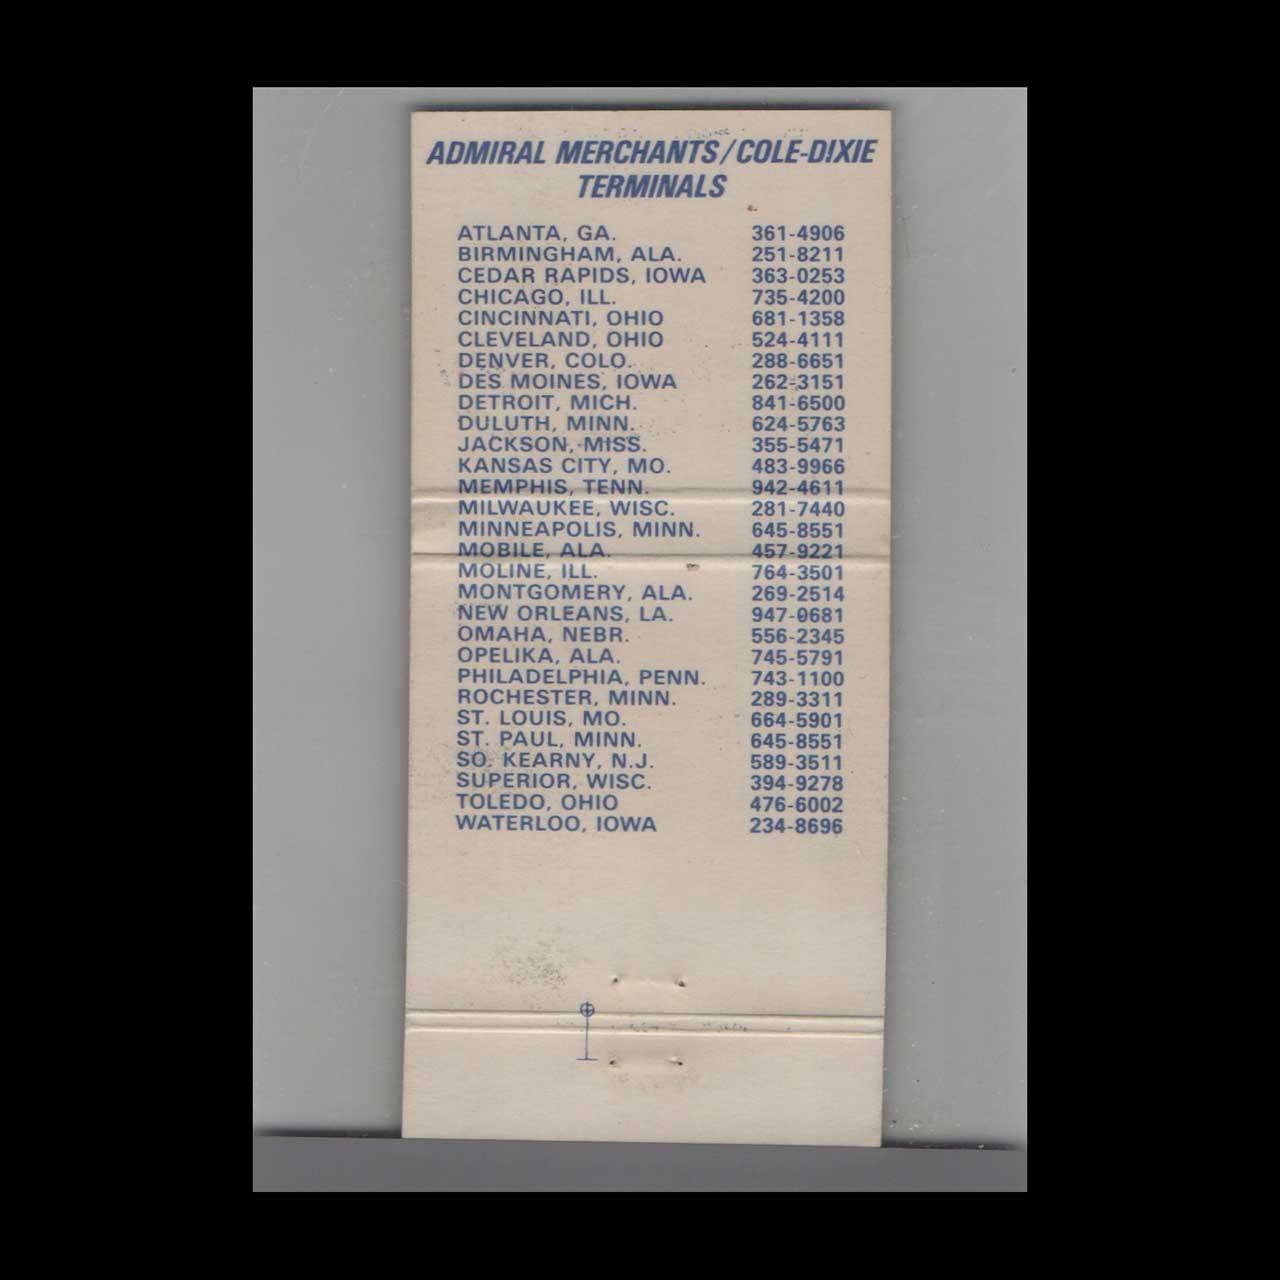 ADMIRAL MERCHANTS/COLE-DIXIE
TERMINALS
ATLANTA, GA. 361-4906
BIRMINGHAM, ALA. 251-8211
CEDAR RAPIDS, IOWA 363-0253
CHICAGO, ILL. 735-4200
CINCINNATI, OHIO 681-1358
CLEVELAND, OHIO 524-4111
DENVER, COLO. 288-6651
DES MOINES, IOWA 262-3151
DETROIT, MICH. 841-6500
DULUTH, MINN. 624-5763
JACKSON, MISS. 355-5471
KANSAS CITY, MO. 483-9966
MEMPHIS, TENN. 942-4611
MILWAUKEE, WISC. 281-7440
MINNEAPOLIS, MINN. 645-8551
MOBILE, ALA. 457-9221
MOLINE, ILL. 764-3501
MONTGOMERY, ALA. 269-2514
NEW ORLEANS, LA. 947-0681
OMAHA, NEBR. 556-2345
OPELIKA, ALA. 745-5791
PHILADELPHIA, PENN. 743-1100
ROCHESTER, MINN. 289-3311
ST. LOUIS, MO. 664-5901
ST. PAUL, MINN. 645-8551
SO. KEARNY, N.J. 589-3511
SUPERIOR, WISC. 394-9278
TOLEDO, OHIO 476-6002
WATERLOO, IOWA 234-8696